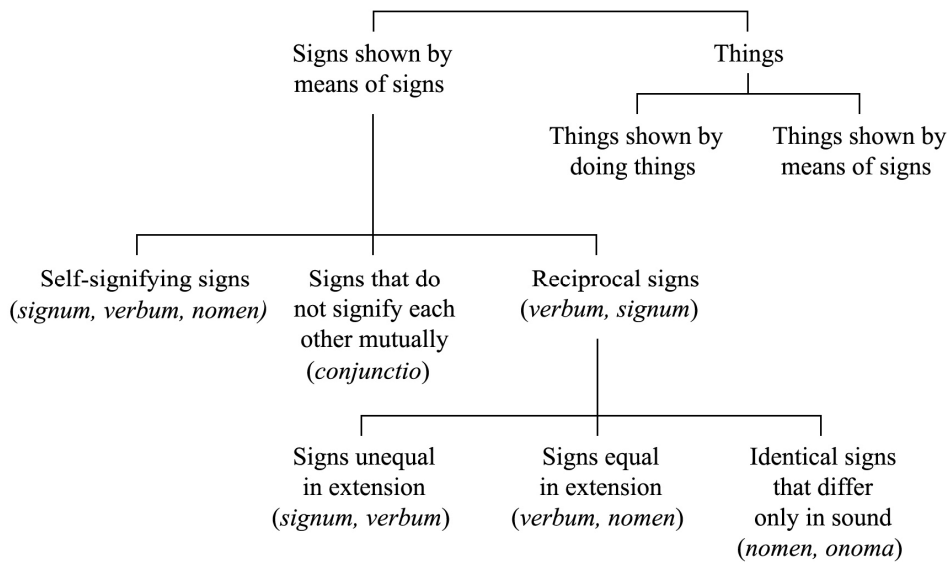 Signs shown by
means of signs
Things
Things shown by
doing things
Things shown by
means of signs
Self-signifying signs
(signum, verbum, nomen)
Signs that do
not signify each
other mutually
(conjunctio)
Reciprocal signs
(verbum, signum)
Signs unequal
in extension
(signum, verbum)
Signs equal
in extension
(verbum, nomen)
Identical signs
that differ
only in sound
(nomen, onoma)